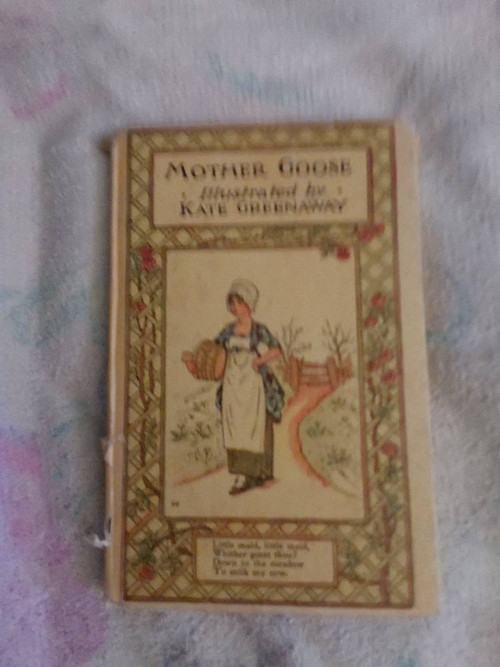 MOTHER GOOSE
Illustrated by
KATE GREENAWAY
Little maid, little maid,
Whither goest thou?
Down in the meadow
To milk my cow.